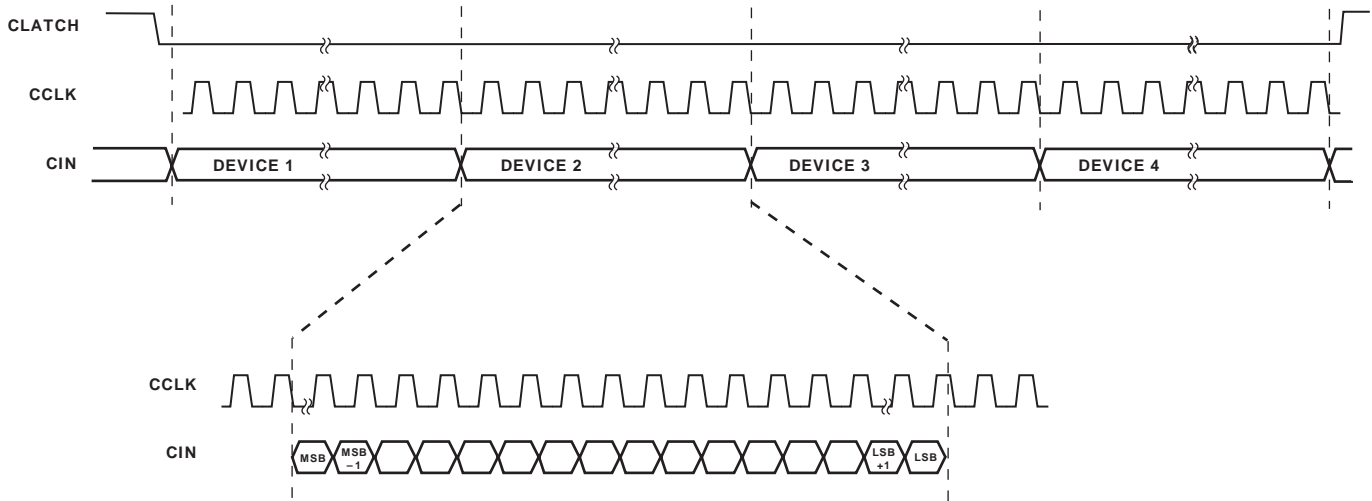 CLATCH
CCLK
CIN
DEVICE 1
DEVICE 2
DEVICE 3
DEVICE 4
CCLK
CIN
MSB
MSB
–1
LSB
+1
LSB